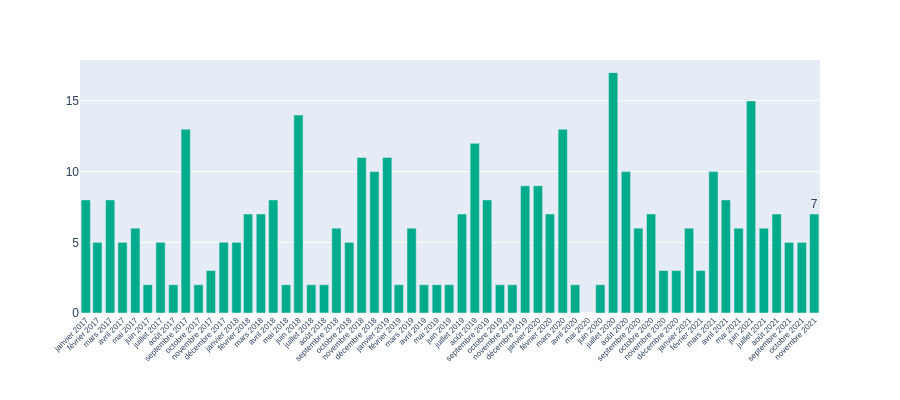 15
10
5
0
7
janvier 2017
février 2017
mars 2017
avril 2017
mai 2017
juin 2017
juillet 2017
août 2017
septembre 2017
octobre 2017
novembre 2017
décembre 2017
janvier 2018
février 2018
mars 2018
avril 2018
mai 2018
juin 2018
juillet 2018
août 2018
septembre 2018
octobre 2018
novembre 2018
décembre 2018
janvier 2019
février 2019
mars 2019
avril 2019
mai 2019
juin 2019
juillet 2019
août 2019
septembre 2019
octobre 2019
novembre 2019
décembre 2019
janvier 2020
février 2020
mars 2020
avril 2020
mai 2020
juin 2020
juillet 2020
août 2020
septembre 2020
octobre 2020
novembre 2020
décembre 2020
janvier 2021
février 2021
mars 2021
avril 2021
mai 2021
juin 2021
juillet 2021
août 2021
septembre 2021
octobre 2021
novembre 2021